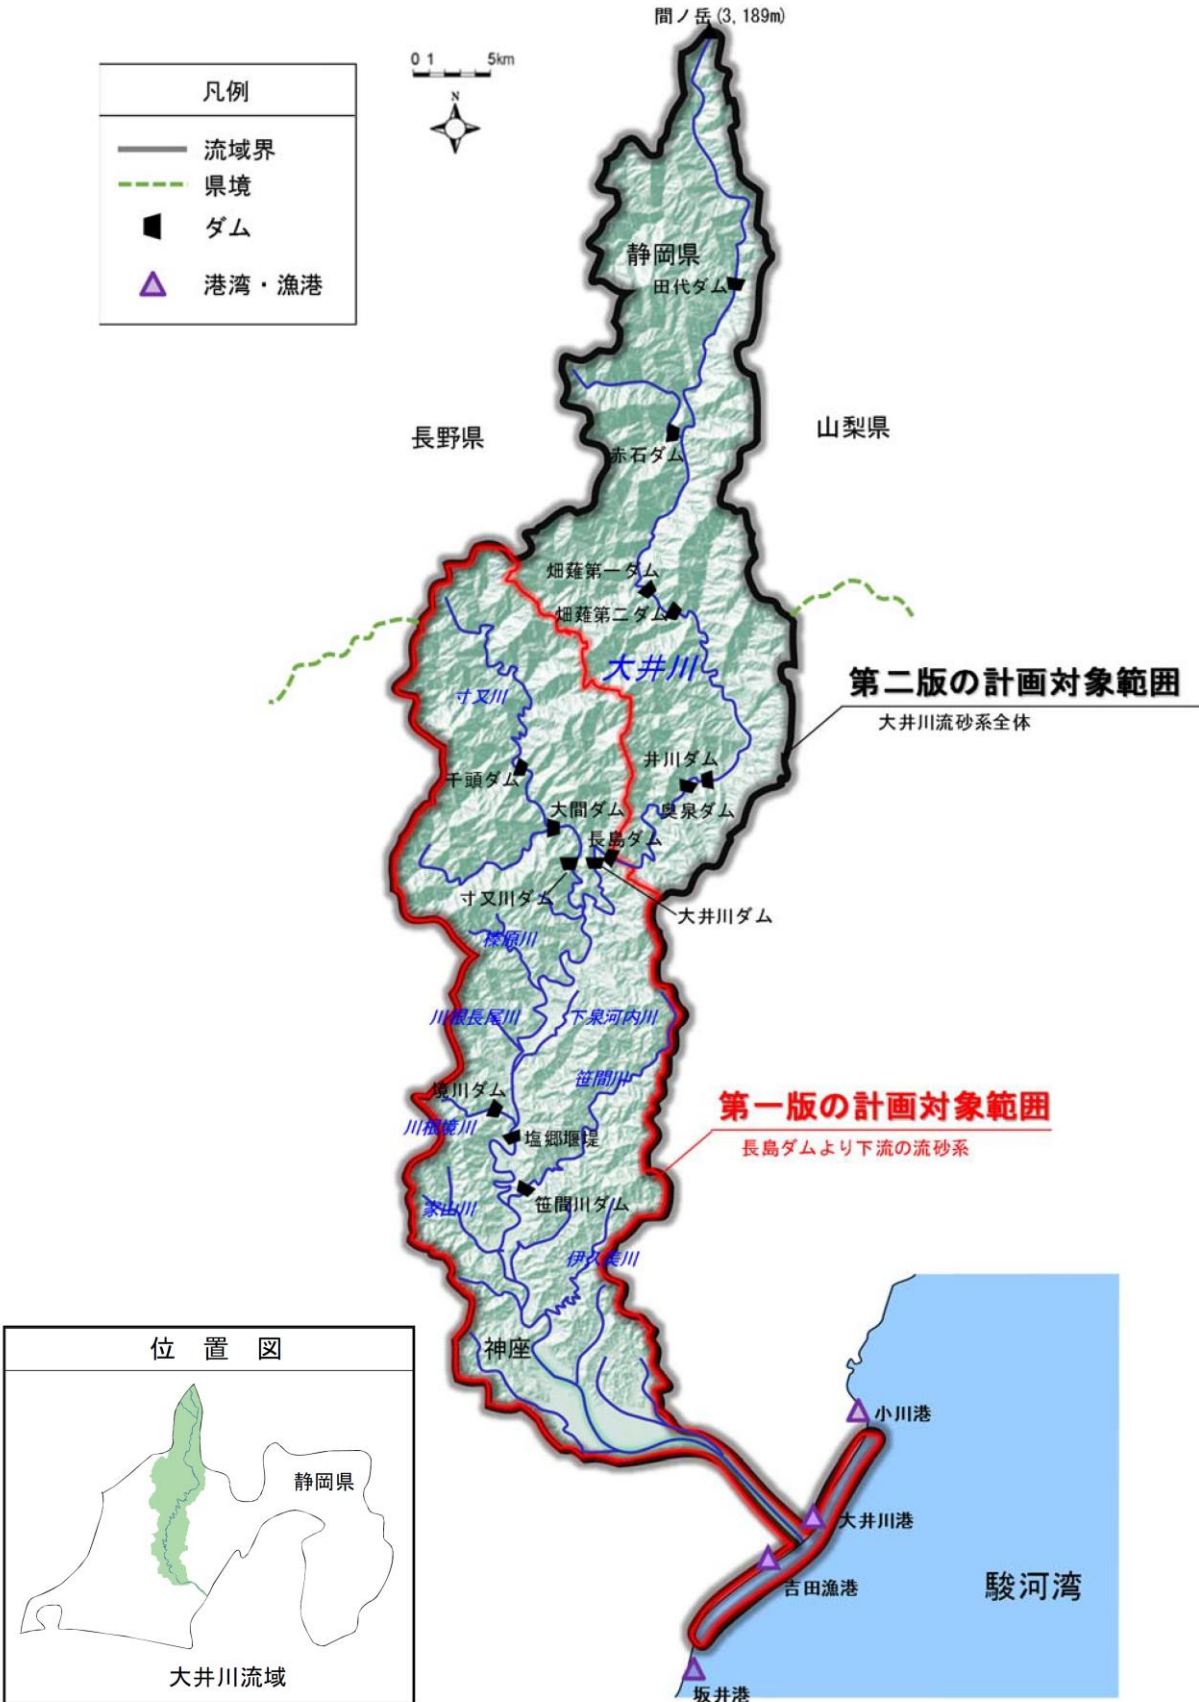 間ノ岳(3,189m)
0 1 5km
N
凡例
流域界
県境
ダム
港湾・漁港
静岡県
田代ダム
長野県
山梨県
赤石ダム
畑薙第一ダム
畑薙第二ダム
大井川
寸又川
第二版の計画対象範囲
大井川流砂系全体
井川ダム
千頭ダム
奥泉ダム
大間ダム
長島ダム
寸又川ダム
大井川ダム
榛原川
川根長尾川
下泉河内川
笹間川
境川ダム
第一版の計画対象範囲
川根境川
塩郷堰堤
長島ダムより下流の流砂系
笹間川ダム
家山川
伊久美川
神座
位置図
静岡県
大井川流域
小川港
大井川港
吉田漁港
駿河湾
坂井港